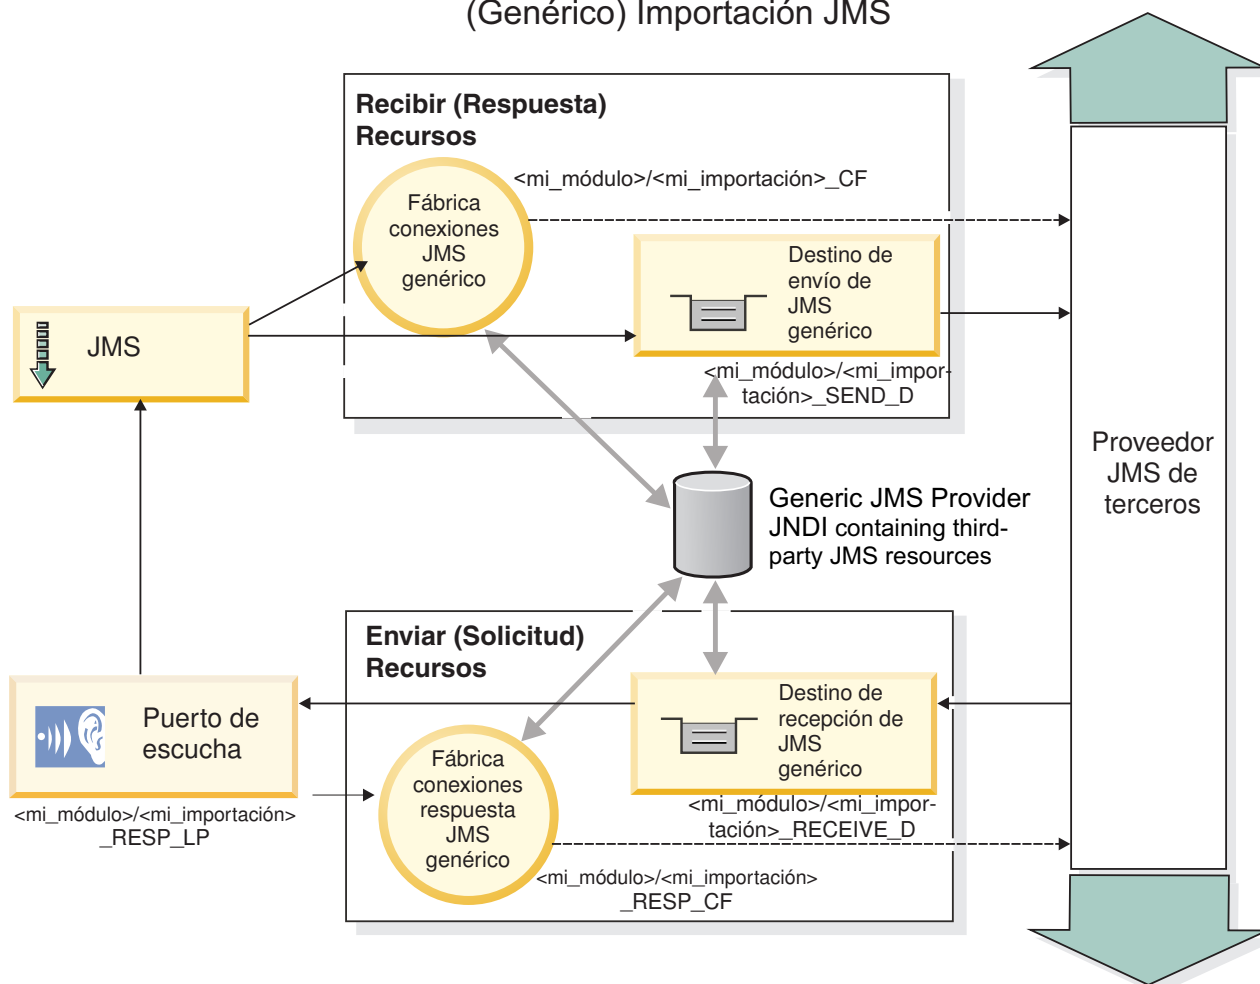 (Genérico) Importación JMS
Recibir (Respuesta)
Recursos
<mi_módulo>/<mi_importación>_CF
Fábrica
conexiones
JMS
genérico
Destino de
envío de
JMS
genérico
JMS
<mi_módulo>/<mi_impor-
tación>_SEND_D
Proveedor
JMS de
terceros
Generic JMS Provider
JNDI containing third-
party JMS resources
Enviar (Solicitud)
Recursos
Puerto de
escucha
<mi_módulo>/<mi_importación>
_RESP_LP
Destino de
recepción de
JMS
genérico
<mi_módulo>/<mi_impor-
tación>_RECEIVE_D
Fábrica
conexiones
respuesta
JMS
genérico
<mi_módulo>/<mi_importación>
_RESP_CF